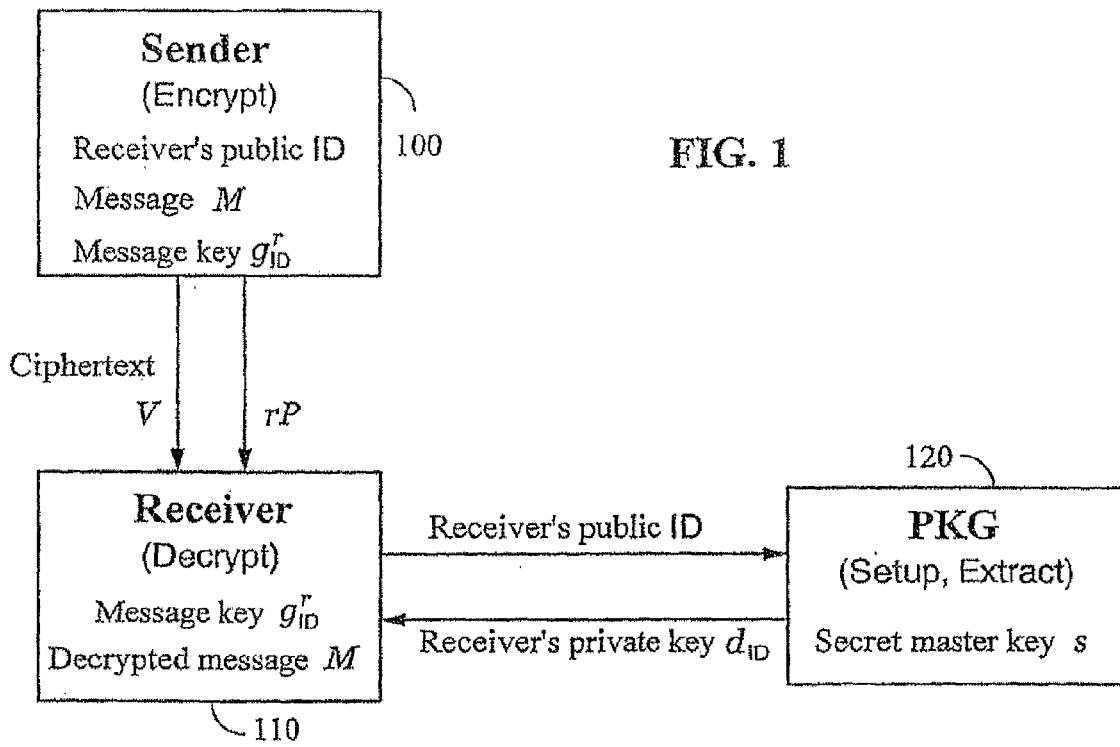 Sender
(Encrypt)
Receiver's public ID
Message M
Message key g_ID^r
100
FIG. 1
Ciphertext
V
rP
Receiver
(Decrypt)
Message key g_ID^r
Decrypted message M
110
Receiver's public ID
Receiver's private key d_ID
120
PKG
(Setup, Extract)
Secret master key s